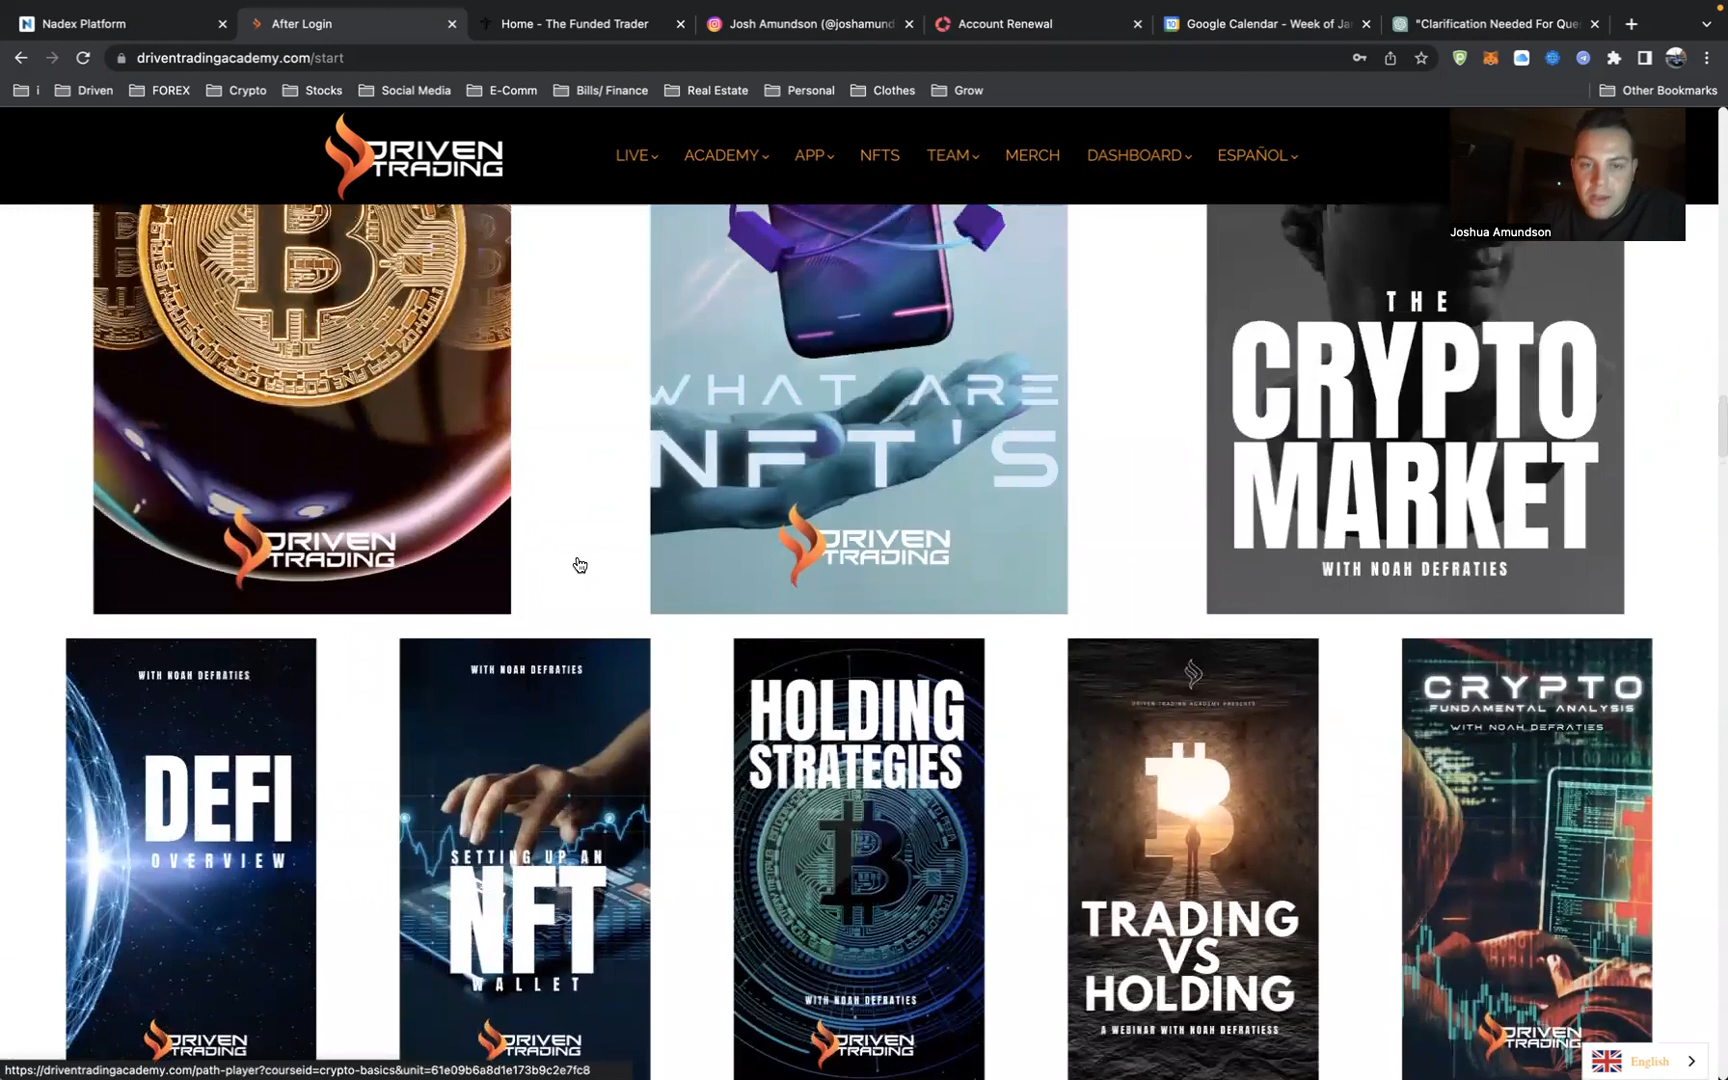 Nadex Platform
After Login
Home - The Funded Trader
Josh Amundson (@joshamund
Account Renewal
Google Calendar - Week of Ja
"Clarification Needed For Que
driventradingacademy.com/start
i
Driven
FOREX
Crypto
Stocks
Social Media
E-Comm
Bills/ Finance
Real Estate
Personal
Clothes
Grow
Other Bookmarks
DRIVEN
TRADING
LIVE
ACADEMY
APP
NFTS
TEAM
MERCH
DASHBOARD
ESPAÑOL
Joshua Amundson
DRIVEN
TRADING
WHAT ARE
NFT'S
DRIVEN
TRADING
THE
CRYPTO
MARKET
WITH NOAH DEFRATIES
WITH NOAH DEFRATIES
DEFI
OVERVIEW
DRIVEN
TRADING
WITH NOAH DEFRATIES
SETTING UP AN
NFT
WALLET
DRIVEN
TRADING
HOLDING
STRATEGIES
WITH NOAH DEFRATIES
DRIVEN
TRADING
DRIVEN TRADING ACADEMY PRESENTS
TRADING
VS
HOLDING
A WEBINAR WITH NOAH DEFRATIESS
CRYPTO
FUNDAMENTAL ANALYSIS
WITH NOAH DEFRATIES
DRIVEN
TRADING
English
https://driventradingacademy.com/path-player?courseid=crypto-basics&unit=61e09b6a8d1e173b9c2e7fc8